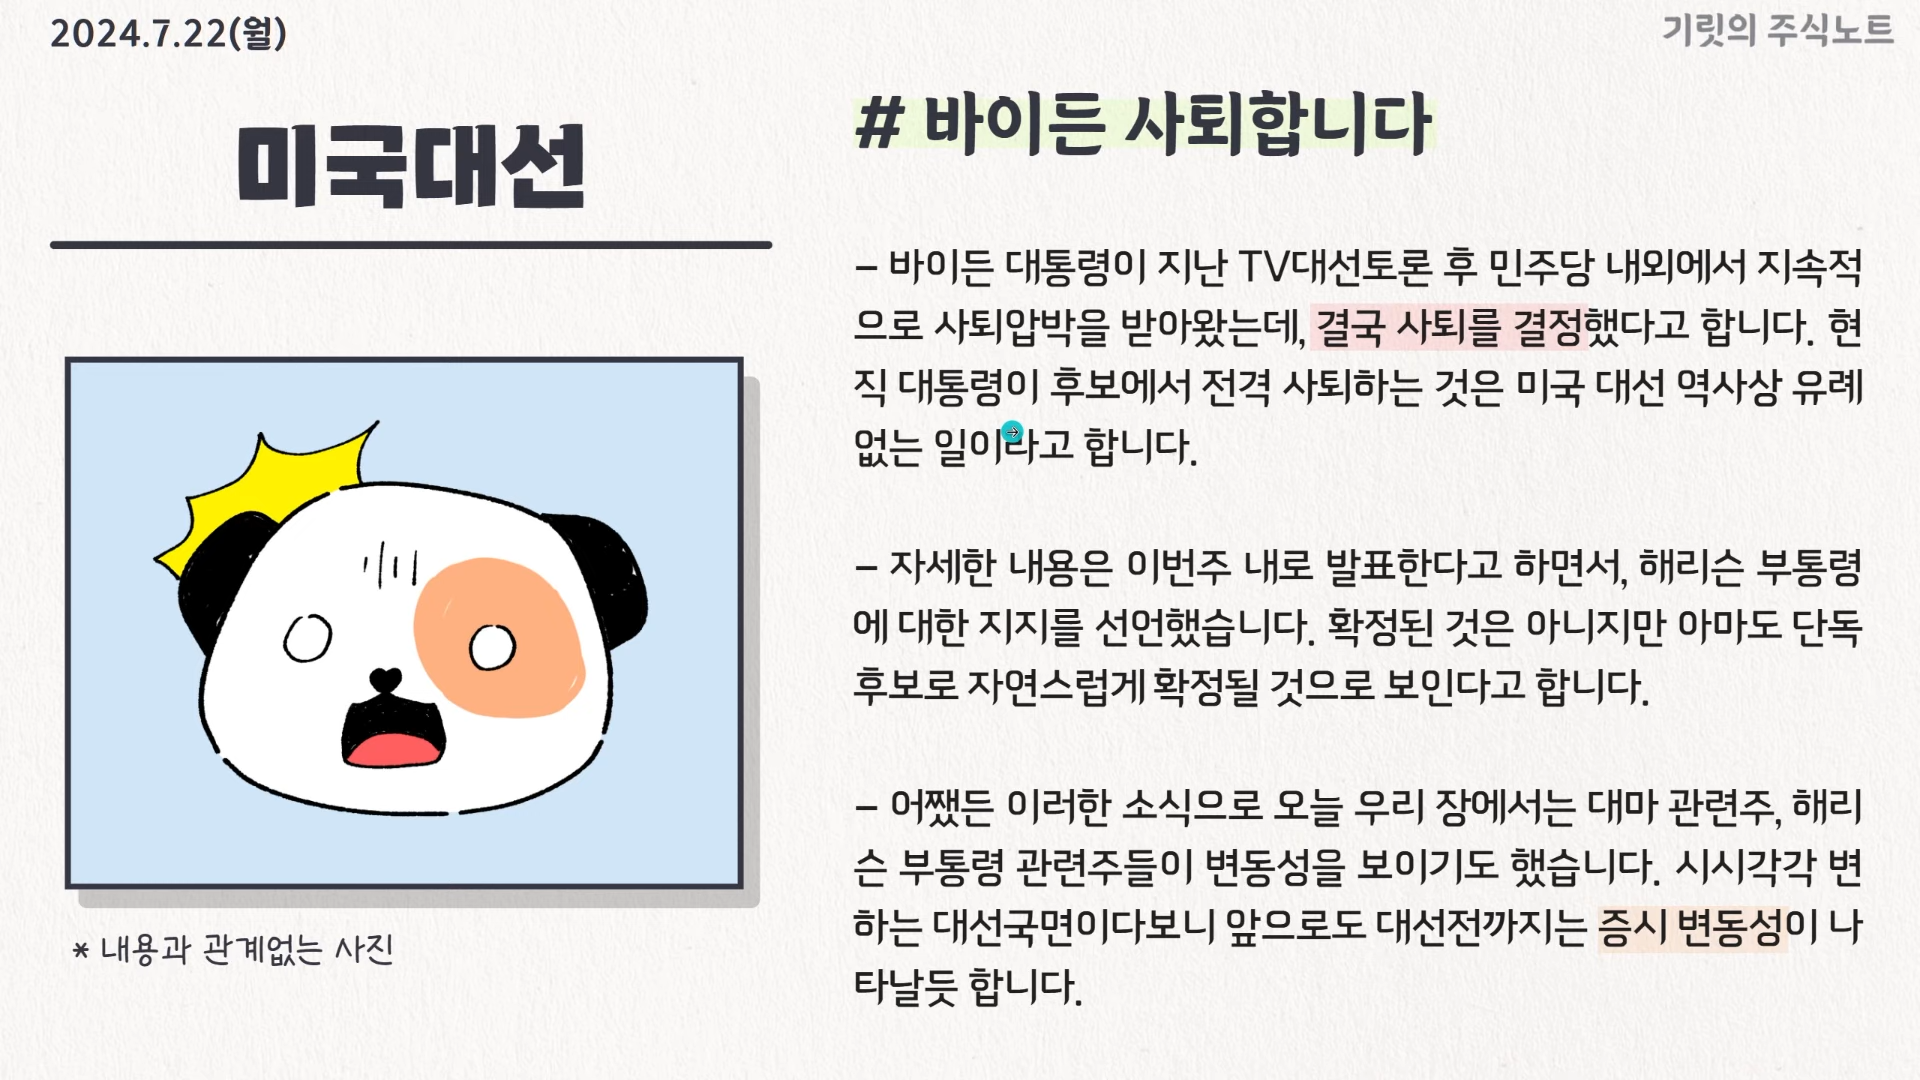 2024.7.22(월)
기릿의 주식노트
미국대선
* 내용과 관계없는 사진
# 바이든 사퇴합니다
– 바이든 대통령이 지난 TV대선토론 후 민주당 내외에서 지속적
으로 사퇴압박을 받아왔는데, 결국 사퇴를 결정했다고 합니다. 현
직 대통령이 후보에서 전격 사퇴하는 것은 미국 대선 역사상 유례
없는 일이라고 합니다.
– 자세한 내용은 이번주 내로 발표한다고 하면서, 해리슨 부통령
에 대한 지지를 선언했습니다. 확정된 것은 아니지만 아마도 단독
후보로 자연스럽게 확정될 것으로 보인다고 합니다.
– 어쨌든 이러한 소식으로 오늘 우리 장에서는 대마 관련주, 해리
슨 부통령 관련주들이 변동성을 보이기도 했습니다. 시시각각 변
하는 대선국면이다보니 앞으로도 대선전까지는 증시 변동성이 나
타날듯 합니다.